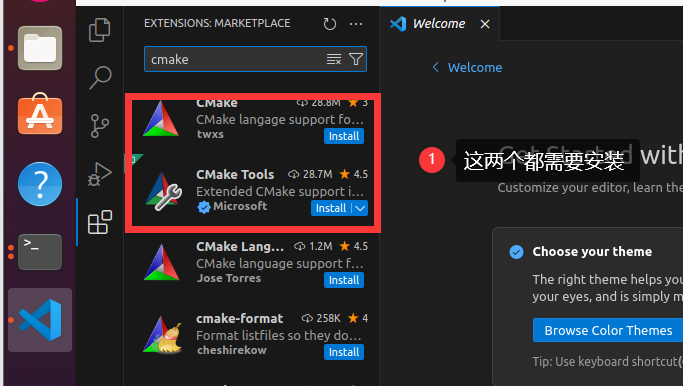 EXTENSIONS: MARKETPLACE
cmake
CMake 28.8M 3
CMake langage support fo...
twxs
Install
CMake Tools 28.7M 4.5
Extended CMake support i...
Microsoft
Install
CMake Lang... 1.2M 4.5
CMake language support f...
Jose Torres
Install
cmake-format 258K 4
Format listfiles so they do...
cheshirekow
Install
Welcome
Welcome
1 这两个都需要安装
with
Customize your editor, learn the
Choose your theme
The right theme helps you
your eyes, and is simply m
Browse Color Themes
Tip: Use keyboard shortcut(